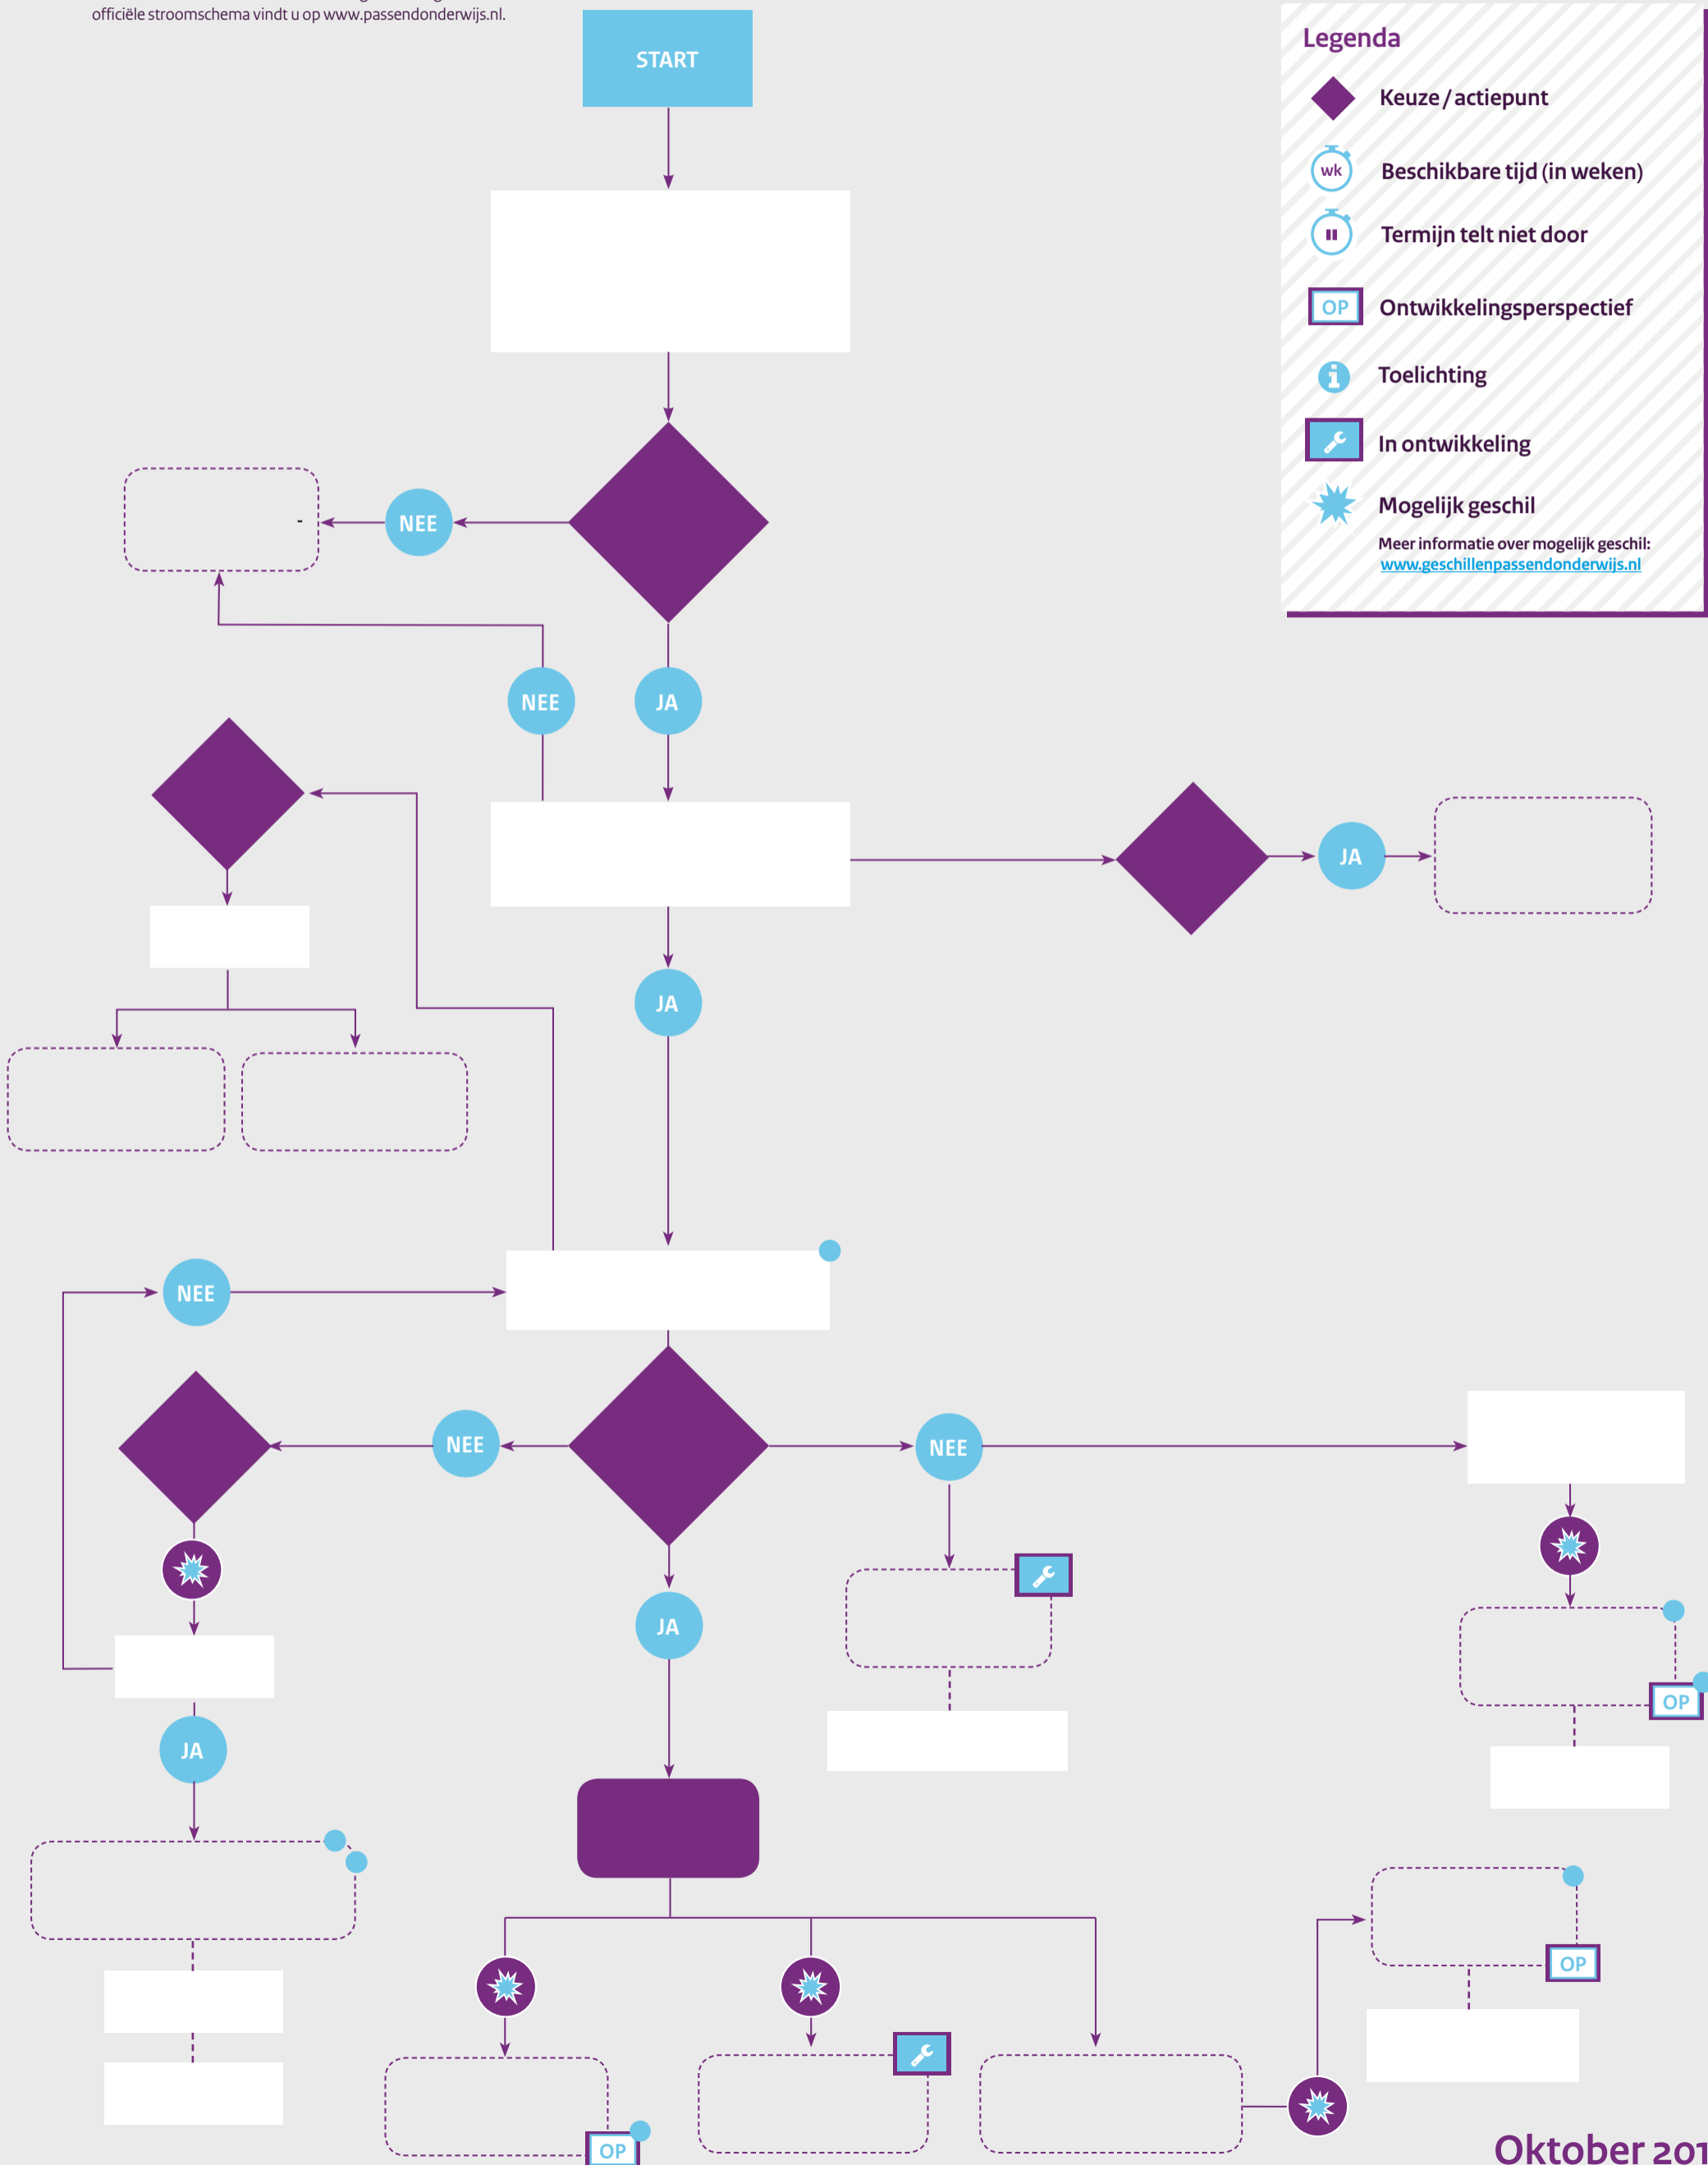 officiële stroomschema vindt u op www.passendonderwijs.nl.
START
Legenda
Keuze / actiepunt
wk
Beschikbare tijd (in weken)
Termijn telt niet door
OP
Ontwikkelingsperspectief
i
Toelichting
In ontwikkeling
Mogelijk geschil
Meer informatie over mogelijk geschil:
www.geschillenpassendonderwijs.nl
-
NEE
NEE
JA
JA
JA
NEE
NEE
NEE
JA
OP
JA
OP
OP
Oktober 201